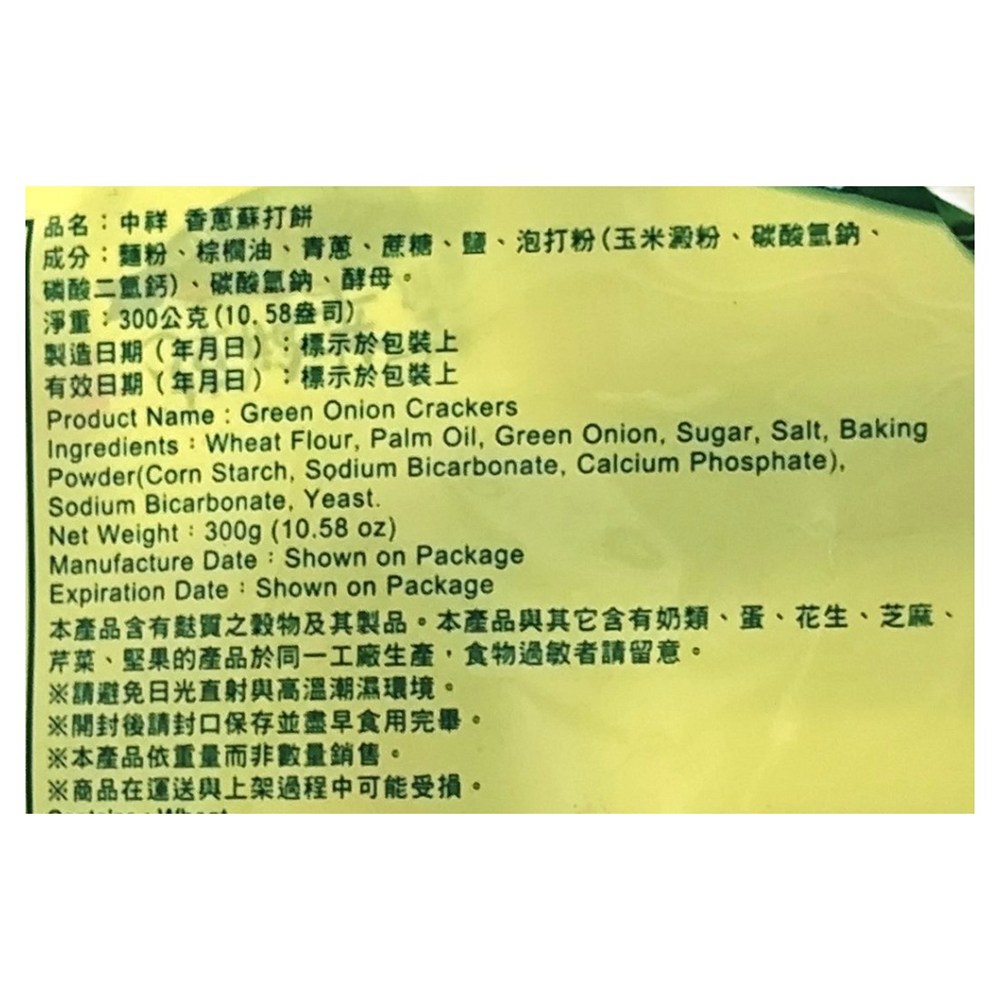 品名：中祥 香蔥蘇打餅
成分：麵粉、棕櫚油、青蔥、蔗糖、鹽、泡打粉(玉米澱粉、碳酸氫鈉、
磷酸二氫鈣)、碳酸氫鈉、酵母。
淨重：300公克(10.58盎司)
製造日期（年月日）：標示於包裝上
有效日期（年月日）：標示於包裝上
Product Name：Green Onion Crackers
Ingredients：Wheat Flour, Palm Oil, Green Onion, Sugar, Salt, Baking
Powder(Corn Starch, Sodium Bicarbonate, Calcium Phosphate),
Sodium Bicarbonate, Yeast.
Net Weight：300g (10.58 oz)
Manufacture Date：Shown on Package
Expiration Date：Shown on Package
本產品含有麩質之穀物及其製品。本產品與其它含有奶類、蛋、花生、芝麻、
芹菜、堅果的產品於同一工廠生產，食物過敏者請留意。
※請避免日光直射與高溫潮濕環境。
※開封後請封口保存並盡早食用完畢。
※本產品依重量而非數量銷售。
※商品在運送與上架過程中可能受損。